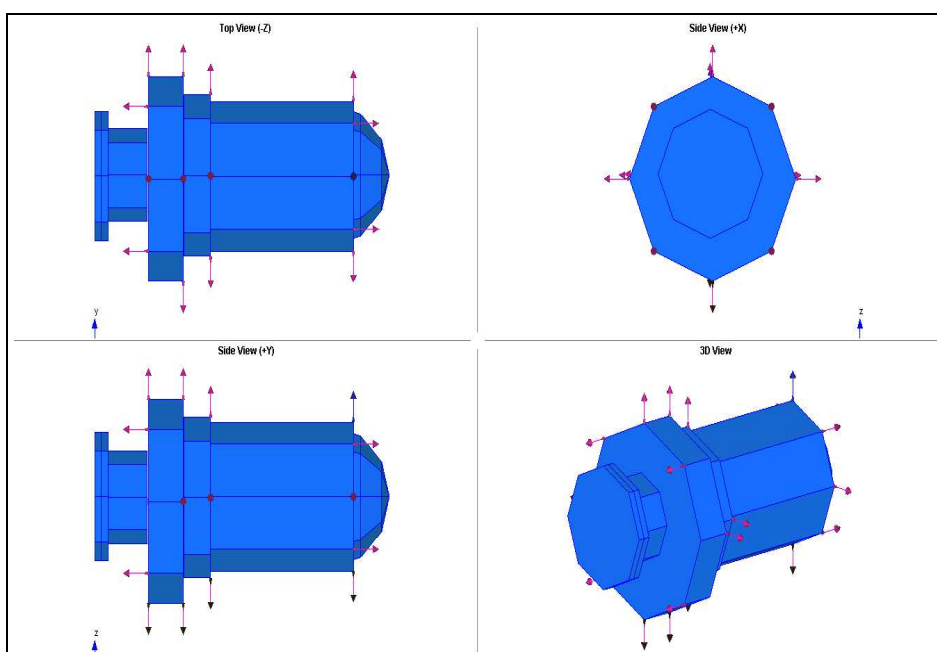 Top View (-Z)
Side View (+X)
y
z
Side View (+Y)
3D View
z